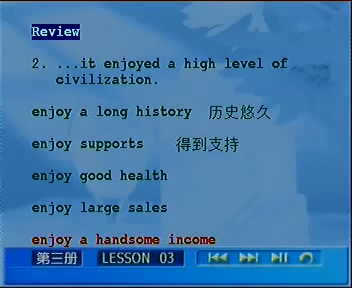 Review
2. ...it enjoyed a high level of
civilization.
enjoy a long history 历史悠久
enjoy supports 得到支持
enjoy good health
enjoy large sales
enjoy a handsome income
第三册 LESSON 03